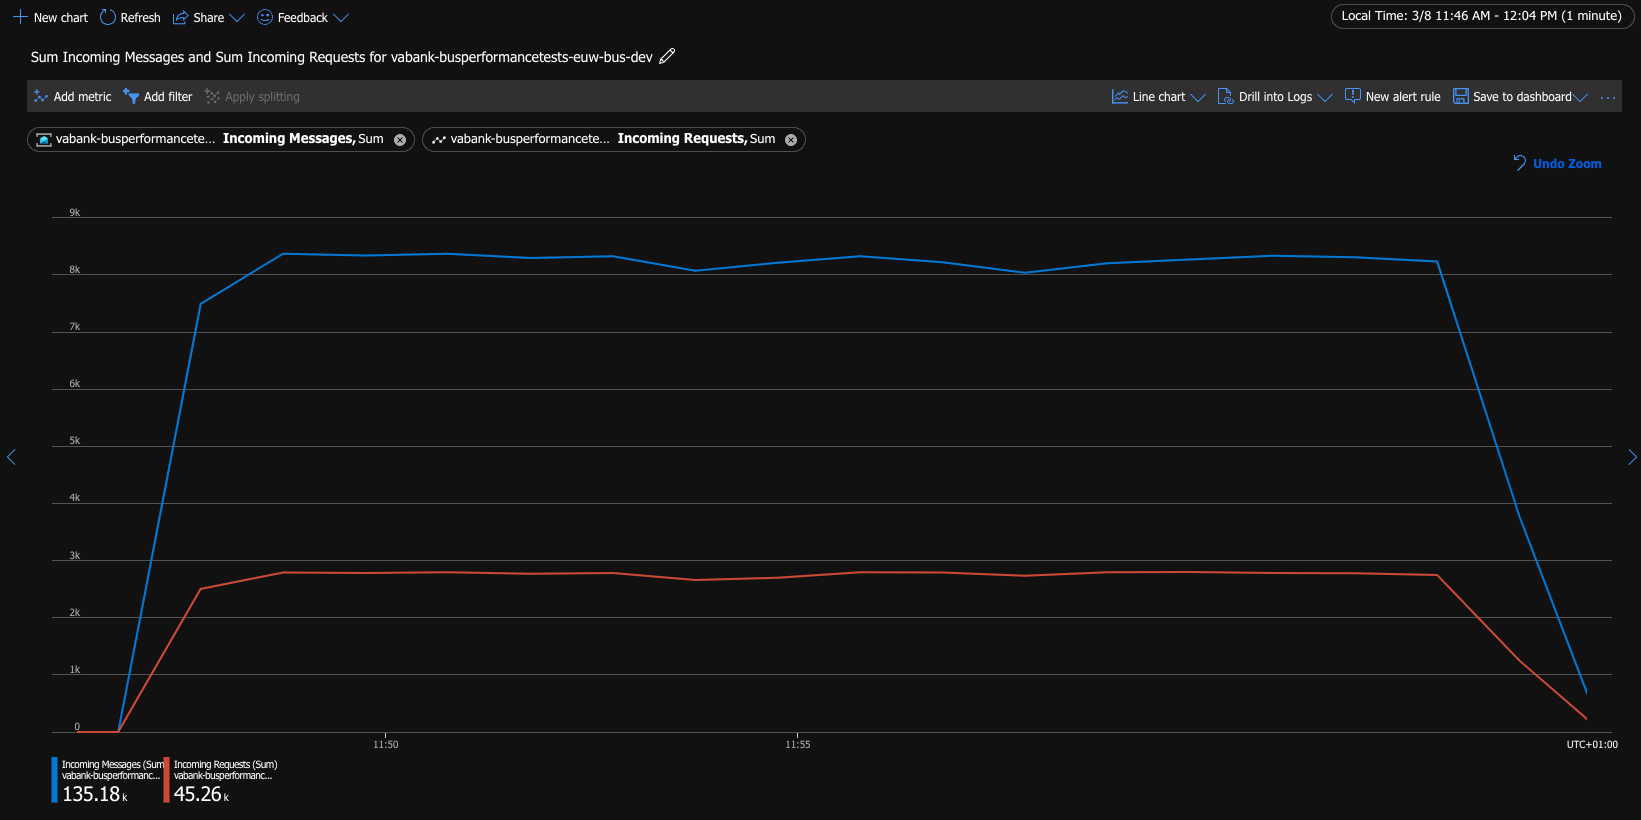 New chart Refresh Share Feedback Local Time: 3/8 11:46 AM - 12:04 PM (1 minute)
Sum Incoming Messages and Sum Incoming Requests for vabank-busperformancetests-euw-bus-dev
Add metric Add filter Apply splitting Line chart Drill into Logs New alert rule Save to dashboard ...
vabank-busperformancete... Incoming Messages, Sum vabank-busperformancete... Incoming Requests, Sum
Undo Zoom
9k
8k
7k
6k
5k
4k
3k
2k
1k
0
11:50 11:55 UTC+01:00
Incoming Messages (Sum Incoming Requests (Sum)
vabank-busperformanc... vabank-busperformanc...
135.18 k 45.26 k